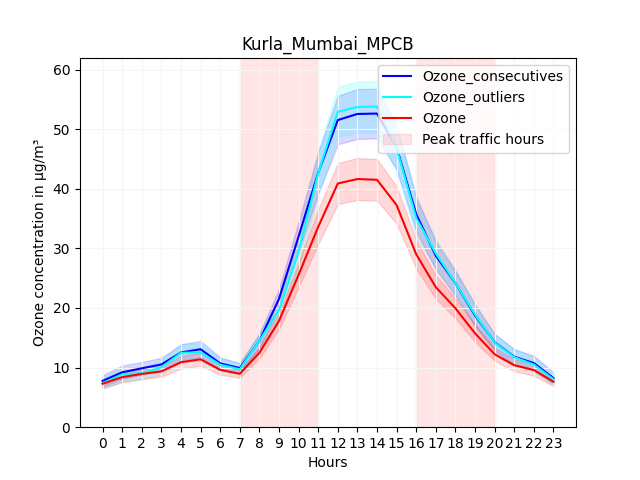 Kurla_Mumbai_MPCB
Ozone_consecutives
Ozone_outliers
Ozone
Peak traffic hours
Ozone concentration in µg/m³
60
50
40
30
20
10
0
0 1 2 3 4 5 6 7 8 9 10 11 12 13 14 15 16 17 18 19 20 21 22 23
Hours